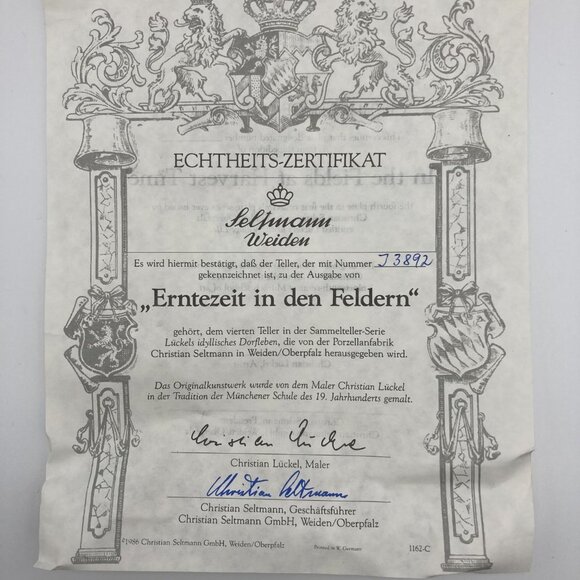 ECHTHEITS-ZERTIFIKAT
Seltmann
Weiden
Es wird hiermit bestätigt, daß der Teller, der mit Nummer J3892
gekennzeichnet ist, zu der Ausgabe von
„Erntezeit in den Feldern“
gehört, dem vierten Teller in der Sammelteller-Serie
Lückels idyllisches Dorfleben, die von der Porzellanfabrik
Christian Seltmann in Weiden/Oberpfalz herausgegeben wird.
Das Originalkunstwerk wurde von dem Maler Christian Lückel
in der Tradition der Münchener Schule des 19. Jahrhunderts gemalt.
Christian Lückel
Christian Lückel, Maler
Christian Seltmann
Christian Seltmann, Geschäftsführer
Christian Seltmann GmbH, Weiden/Oberpfalz
©1986 Christian Seltmann GmbH, Weiden/Oberpfalz Printed in W. Germany 1162-C